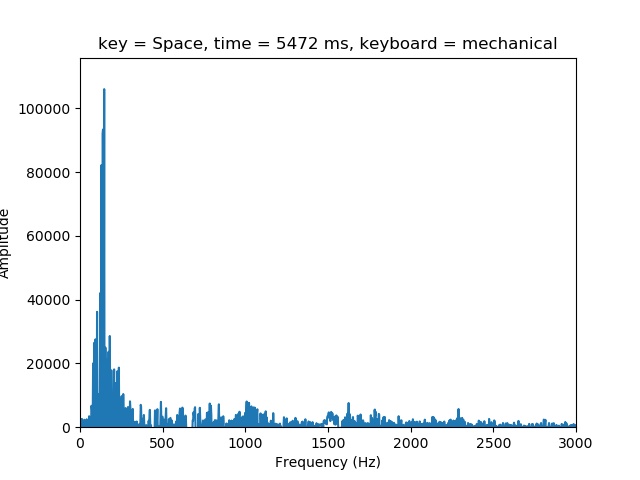 key = Space, time = 5472 ms, keyboard = mechanical
100000
80000
60000
40000
20000
0
Amplitude
0 500 1000 1500 2000 2500 3000
Frequency (Hz)